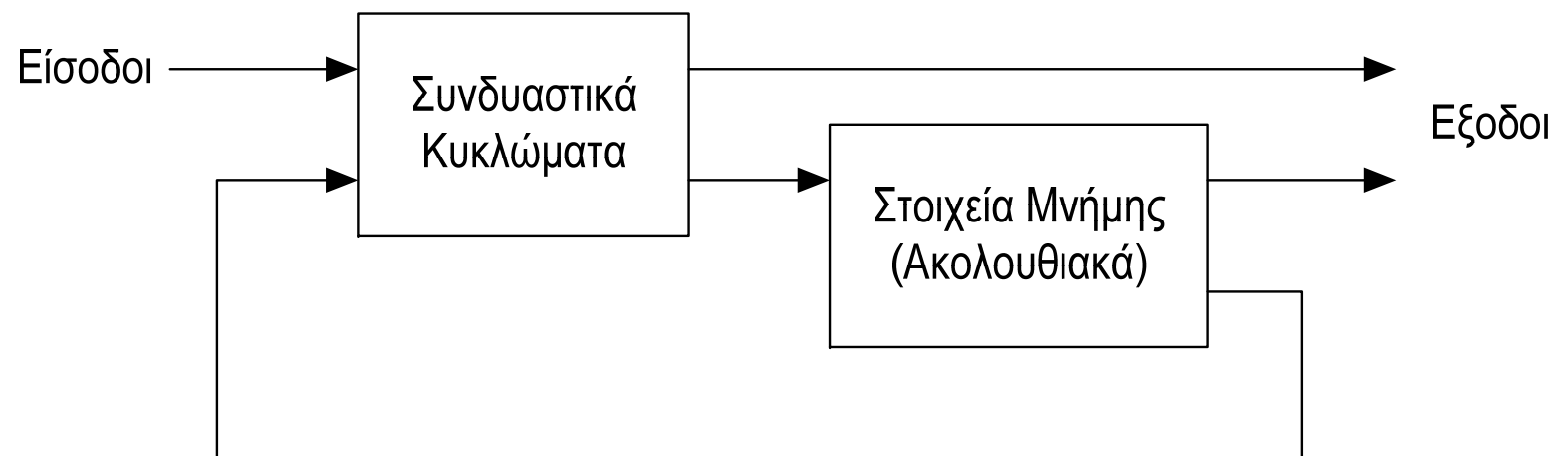 Είσοδοι
Συνδυαστικά
Κυκλώματα
Εξοδοι
Στοιχεία Μνήμης
(Ακολουθιακά)